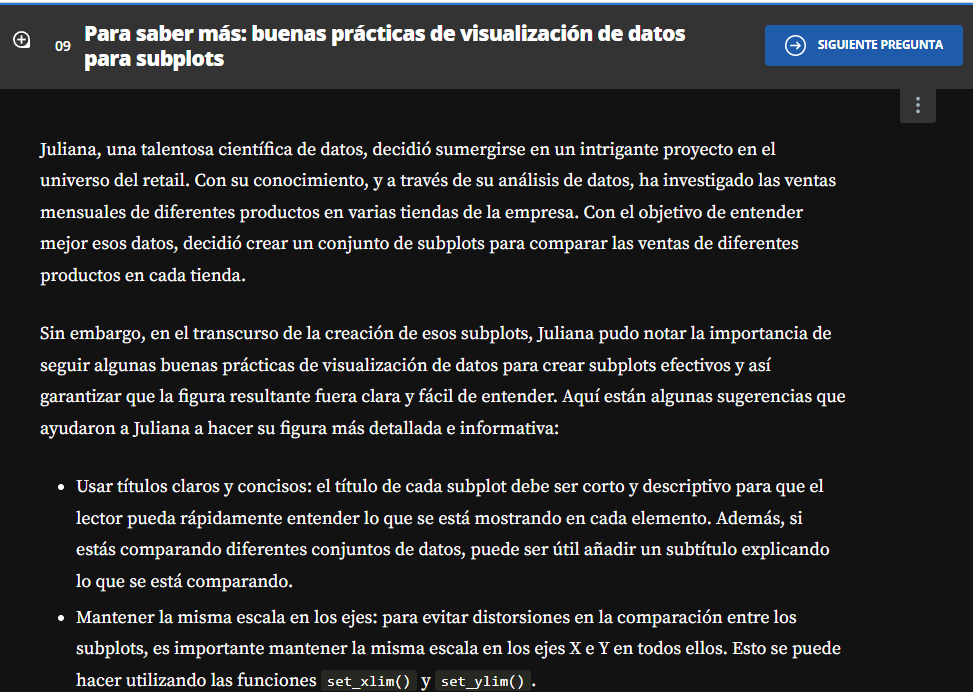 09
Para saber más: buenas prácticas de visualización de datos
para subplots
SIGUIENTE PREGUNTA
Juliana, una talentosa científica de datos, decidió sumergirse en un intrigante proyecto en el
universo del retail. Con su conocimiento, y a través de su análisis de datos, ha investigado las ventas
mensuales de diferentes productos en varias tiendas de la empresa. Con el objetivo de entender
mejor esos datos, decidió crear un conjunto de subplots para comparar las ventas de diferentes
productos en cada tienda.
Sin embargo, en el transcurso de la creación de esos subplots, Juliana pudo notar la importancia de
seguir algunas buenas prácticas de visualización de datos para crear subplots efectivos y así
garantizar que la figura resultante fuera clara y fácil de entender. Aquí están algunas sugerencias que
ayudaron a Juliana a hacer su figura más detallada e informativa:
• Usar títulos claros y concisos: el título de cada subplot debe ser corto y descriptivo para que el
lector pueda rápidamente entender lo que se está mostrando en cada elemento. Además, si
estás comparando diferentes conjuntos de datos, puede ser útil añadir un subtítulo explicando
lo que se está comparando.
• Mantener la misma escala en los ejes: para evitar distorsiones en la comparación entre los
subplots, es importante mantener la misma escala en los ejes X e Y en todos ellos. Esto se puede
hacer utilizando las funciones set_xlim() y set_ylim().